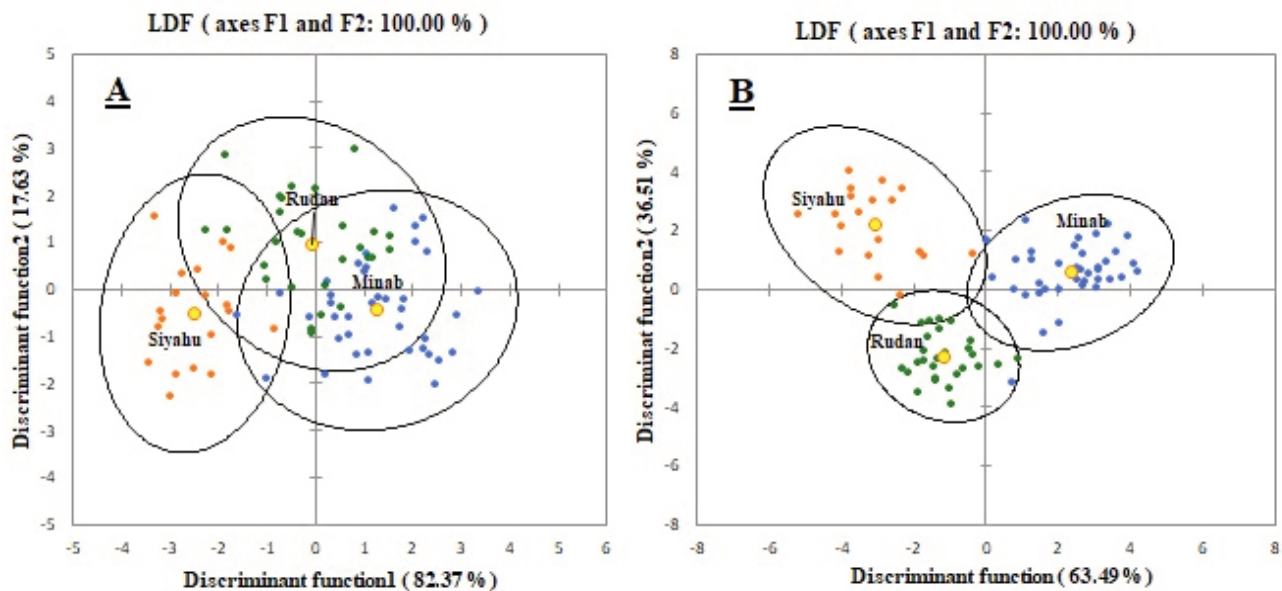 LDF ( axes F1 and F2: 100.00 % )
A
Discriminant function2 ( 17.63 %)
5
4
3
2
1
0
-1
-2
-3
-4
-5
Rudan
Minab
Siyahu
-5 -4 -3 -2 -1 0 1 2 3 4 5 6
Discriminant function1 ( 82.37 % )
LDF ( axes F1 and F2: 100.00 % )
B
Discriminat function2 ( 36.51 %)
8
6
4
2
0
-2
-4
-6
-8
Siyahu
Minab
Rudan
-8 -6 -4 -2 0 2 4 6 8
Discriminant function ( 63.49 % )